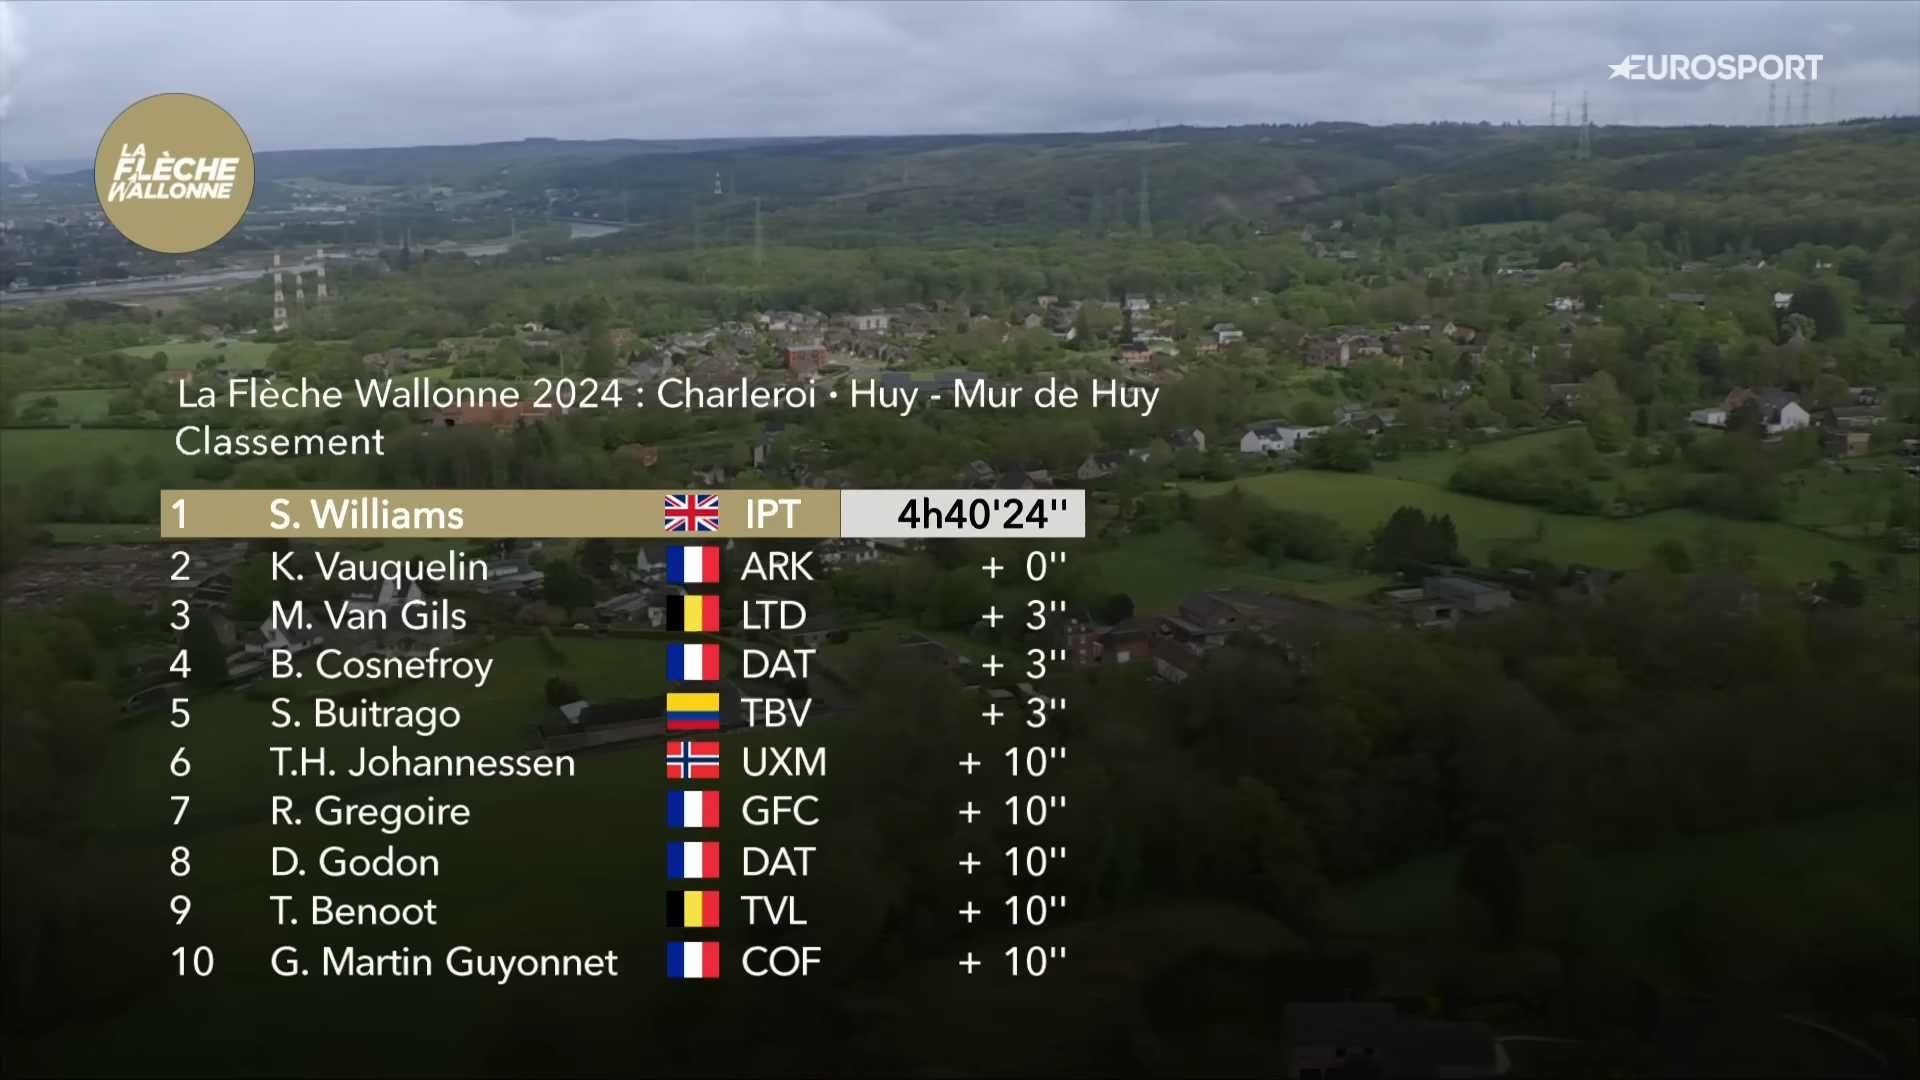 EUROSPORT
LA
FLÈCHE
WALLONNE
La Flèche Wallonne 2024 : Charleroi • Huy - Mur de Huy
Classement
1 S. Williams IPT 4h40'24''
2 K. Vauquelin ARK + 0''
3 M. Van Gils LTD + 3''
4 B. Cosnefroy DAT + 3''
5 S. Buitrago TBV + 3''
6 T.H. Johannessen UXM + 10''
7 R. Gregoire GFC + 10''
8 D. Godon DAT + 10''
9 T. Benoot TVL + 10''
10 G. Martin Guyonnet COF + 10''